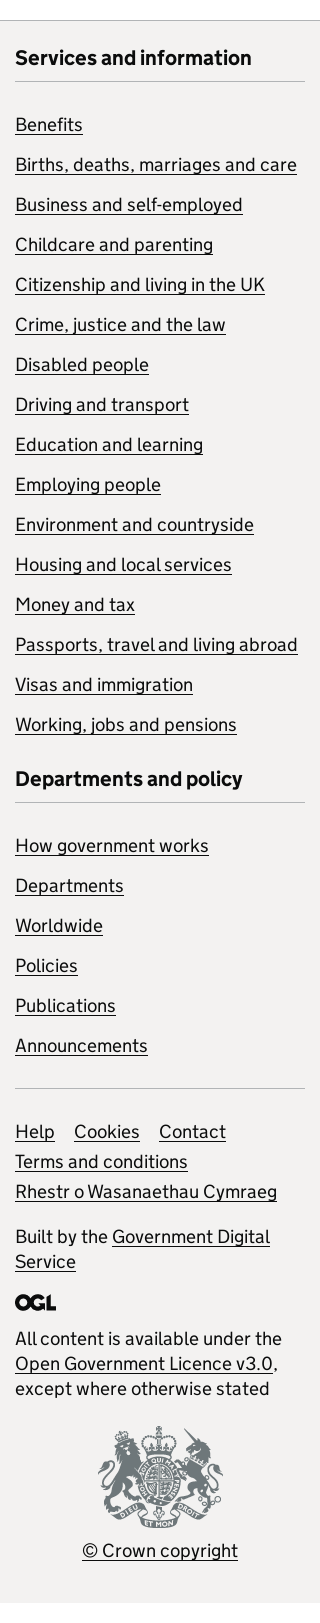 Services and information
Benefits
Births, deaths, marriages and care
Business and self-employed
Childcare and parenting
Citizenship and living in the UK
Crime, justice and the law
Disabled people
Driving and transport
Education and learning
Employing people
Environment and countryside
Housing and local services
Money and tax
Passports, travel and living abroad
Visas and immigration
Working, jobs and pensions
Departments and policy
How government works
Departments
Worldwide
Policies
Publications
Announcements
Help Cookies Contact
Terms and conditions
Rhestr o Wasanaethau Cymraeg
Built by the Government Digital
Service
OGL
All content is available under the
Open Government Licence v3.0,
except where otherwise stated
DIEU ET MON DROIT
© Crown copyright